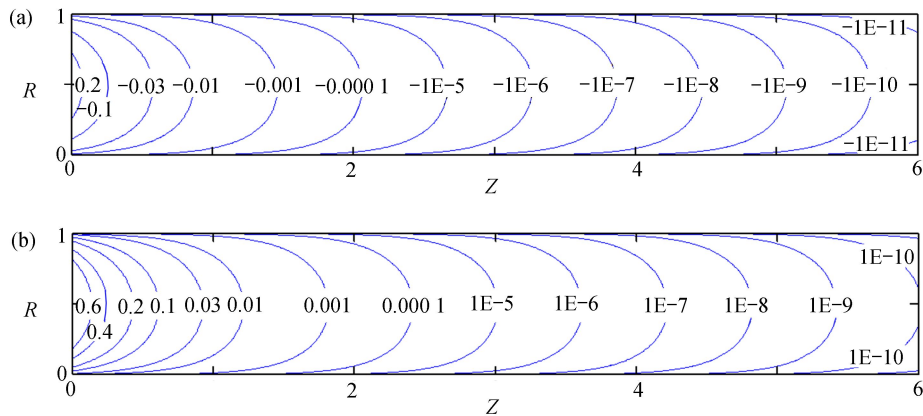 (a)
1
−1E−11
0.2
−0.03
−0.01
−0.001
−0.000 1
−1E−5
−1E−6
−1E−7
−1E−8
−1E−9
−1E−10
R
−0.1
−1E−11
0
0
2
4
6
Z
(b)
1
1E−10
0.6
0.2
0.1
0.03
0.01
0.001
0.000 1
1E−5
1E−6
1E−7
1E−8
1E−9
R
0.4
1E−10
0
0
2
4
6
Z